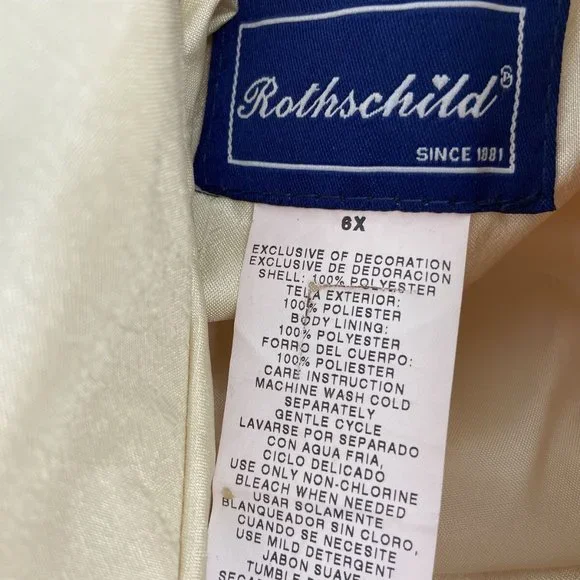 Rothschild
SINCE 1881
6X
EXCLUSIVE OF DECORATION
EXCLUSIVE DE DEDORACION
SHELL: 100% POLYESTER
TELA EXTERIOR:
100% POLIESTER
BODY LINING:
100% POLYESTER
FORRO DEL CUERPO:
100% POLIESTER
CARE INSTRUCTION
MACHINE WASH COLD
SEPARATELY
GENTLE CYCLE
LAVARSE POR SEPARADO
CON AGUA FRIA,
CICLO DELICADO
USE ONLY NON-CHLORINE
BLEACH WHEN NEEDED
USAR SOLAMENTE
BLANQUEADOR SIN CLORO,
CUANDO SE NECESITE
USE MILD DETERGENT
JABON SUAVE
TUMBLE